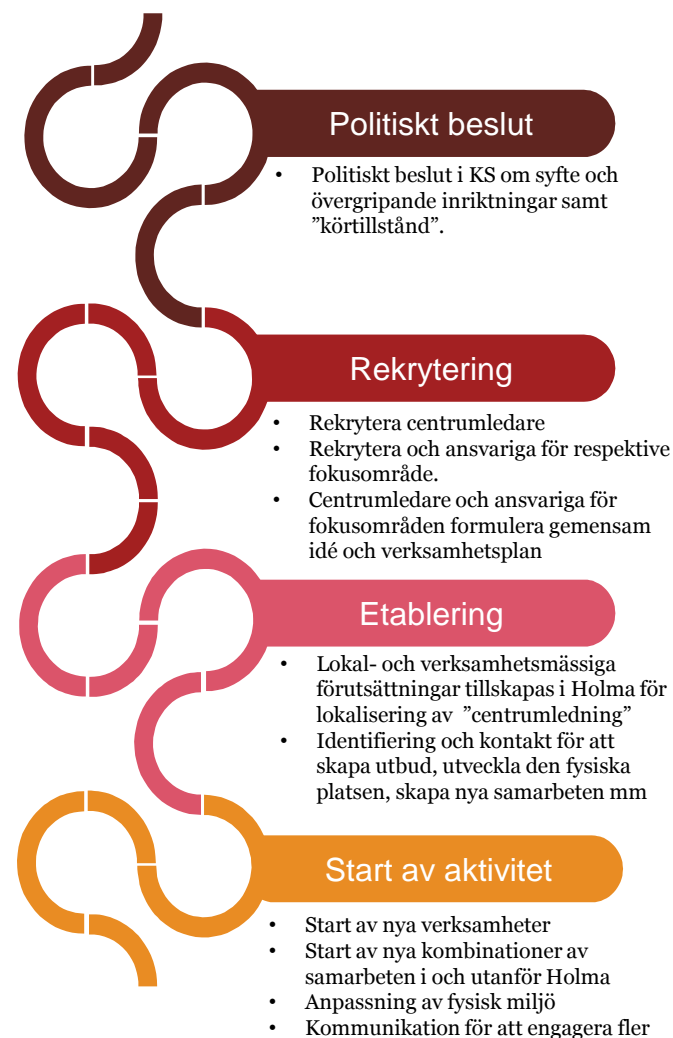 Politiskt beslut
• Politiskt beslut i KS om syfte och
övergripande inriktningar samt
”körtillstånd”.
Rekrytering
• Rekrytera centrumledare
• Rekrytera och ansvariga för respektive
fokusområde.
• Centrumledare och ansvariga för
fokusområden formulera gemensam
idé och verksamhetsplan
Etablering
• Lokal- och verksamhetsmässiga
förutsättningar tillskapas i Holma för
lokalisering av ”centrumledning”
• Identifiering och kontakt för att
skapa utbud, utveckla den fysiska
platsen, skapa nya samarbeten mm
Start av aktivitet
• Start av nya verksamheter
• Start av nya kombinationer av
samarbeten i och utanför Holma
• Anpassning av fysisk miljö
• Kommunikation för att engagera fler